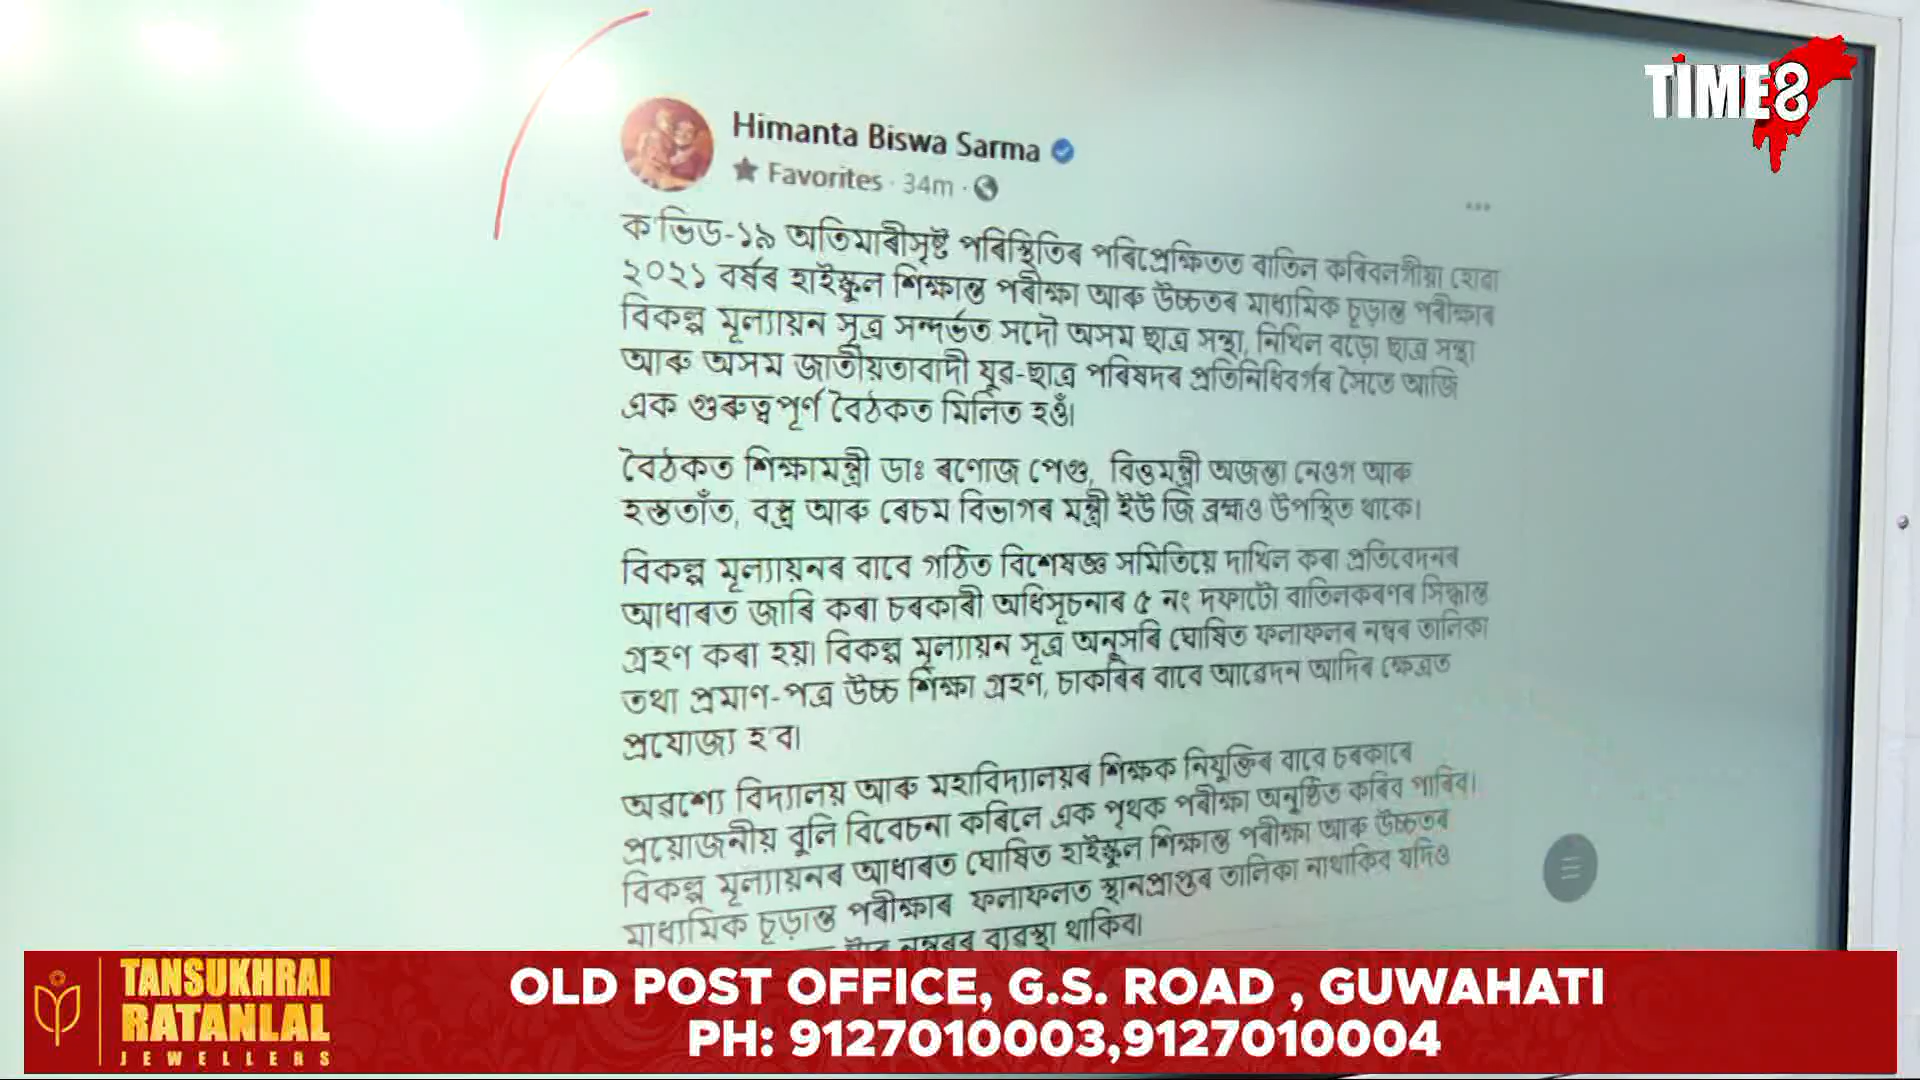 TIME8
Himanta Biswa Sarma
Favorites · 34m ·
ক'ভিড-১৯ অতিমাৰীসৃষ্ট পৰিস্থিতিৰ পৰিপ্ৰেক্ষিতত বাতিল কৰিবলগীয়া হোৱা
২০২১ বৰ্ষৰ হাইস্কুল শিক্ষান্ত পৰীক্ষা আৰু উচ্চতৰ মাধ্যমিক চূড়ান্ত পৰীক্ষাৰ
বিকল্প মূল্যায়ন সূত্ৰ সন্দৰ্ভত সদৌ অসম ছাত্ৰ সন্থা, নিখিল বড়ো ছাত্ৰ সন্থা
আৰু অসম জাতীয়তাবাদী যুৱ-ছাত্ৰ পৰিষদৰ প্ৰতিনিধিবৰ্গৰ সৈতে আজি
এক গুৰুত্বপূৰ্ণ বৈঠকত মিলিত হওঁ।
বৈঠকত শিক্ষামন্ত্ৰী ডাঃ ৰণোজ পেগু, বিত্তমন্ত্ৰী অজন্তা নেওগ আৰু
হস্ততাঁত, বস্ত্ৰ আৰু ৰেচম বিভাগৰ মন্ত্ৰী ইউ জি ব্ৰহ্মাও উপস্থিত থাকে।
বিকল্প মূল্যায়নৰ বাবে গঠিত বিশেষজ্ঞ সমিতিয়ে দাখিল কৰা প্ৰতিবেদনৰ
আধাৰত জাৰি কৰা চৰকাৰী অধিসূচনাৰ ৫ নং দফাটো বাতিলকৰণৰ সিদ্ধান্ত
গ্ৰহণ কৰা হয়। বিকল্প মূল্যায়ন সূত্ৰ অনুসৰি ঘোষিত ফলাফলৰ নম্বৰ তালিকা
তথা প্ৰমাণ-পত্ৰ উচ্চ শিক্ষা গ্ৰহণ, চাকৰিৰ বাবে আৱেদন আদিৰ ক্ষেত্ৰত
প্ৰযোজ্য হ'ব।
অৱশ্যে বিদ্যালয় আৰু মহাবিদ্যালয়ৰ শিক্ষক নিযুক্তিৰ বাবে চৰকাৰে
প্ৰয়োজনীয় বুলি বিবেচনা কৰিলে এক পৃথক পৰীক্ষা অনুষ্ঠিত কৰিব পাৰিব।
বিকল্প মূল্যায়নৰ আধাৰত ঘোষিত হাইস্কুল শিক্ষান্ত পৰীক্ষা আৰু উচ্চতৰ
মাধ্যমিক চূড়ান্ত পৰীক্ষাৰ ফলাফলত স্থানপ্ৰাপ্তৰ তালিকা নাথাকিব যদিও
নম্বৰৰ ব্যৱস্থা থাকিব।
TANSUKHRAI
RATANLAL
JEWELLERS
OLD POST OFFICE, G.S. ROAD , GUWAHATI
PH: 9127010003,9127010004